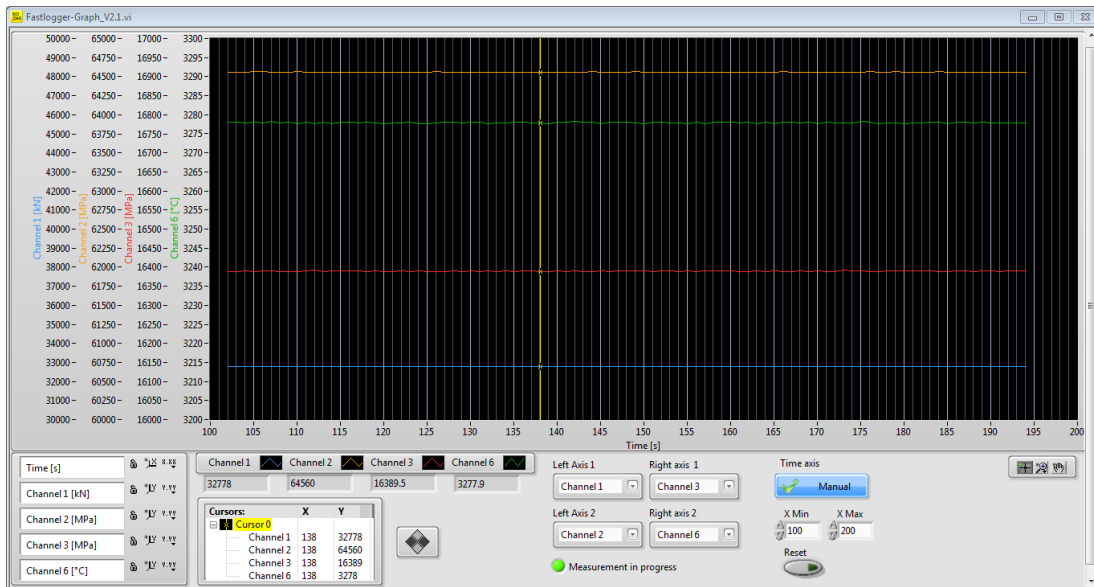 Fastlogger-Graph_V2.1.vi
50000 65000 17000 3300
49000 64750 16950 3295
48000 64500 16900 3290
47000 64250 16850 3285
46000 64000 16800 3280
45000 63750 16750 3275
44000 63500 16700 3270
43000 63250 16650 3265
42000 63000 16600 3260
41000 62750 16550 3255
40000 62500 16500 3250
39000 62250 16450 3245
38000 62000 16400 3240
37000 61750 16350 3235
36000 61500 16300 3230
35000 61250 16250 3225
34000 61000 16200 3220
33000 60750 16150 3215
32000 60500 16100 3210
31000 60250 16050 3205
30000 60000 16000 3200
Channel 1 [kN]
Channel 2 [MPa]
Channel 3 [MPa]
Channel 6 [°C]
100 105 110 115 120 125 130 135 140 145 150 155 160 165 170 175 180 185 190 195 200
Time [s]
Time [s]
Channel 1 [kN]
Channel 2 [MPa]
Channel 3 [MPa]
Channel 6 [°C]
Channel 1 Channel 2 Channel 3 Channel 6
32778 64560 16389.5 3277.9
Cursors: X Y
Cursor 0
Channel 1 138 32778
Channel 2 138 64560
Channel 3 138 16389
Channel 6 138 3278
Left Axis 1 Right axis 1
Channel 1 Channel 3
Left Axis 2 Right axis 2
Channel 2 Channel 6
Measurement in progress
Time axis
Manual
X Min X Max
100 200
Reset